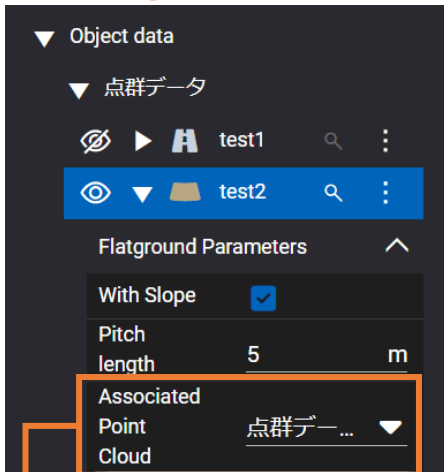 Object data
点群データ
test1
test2
Flatground Parameters
With Slope
Pitch
length 5 m
Associated
Point
Cloud
点群デー...